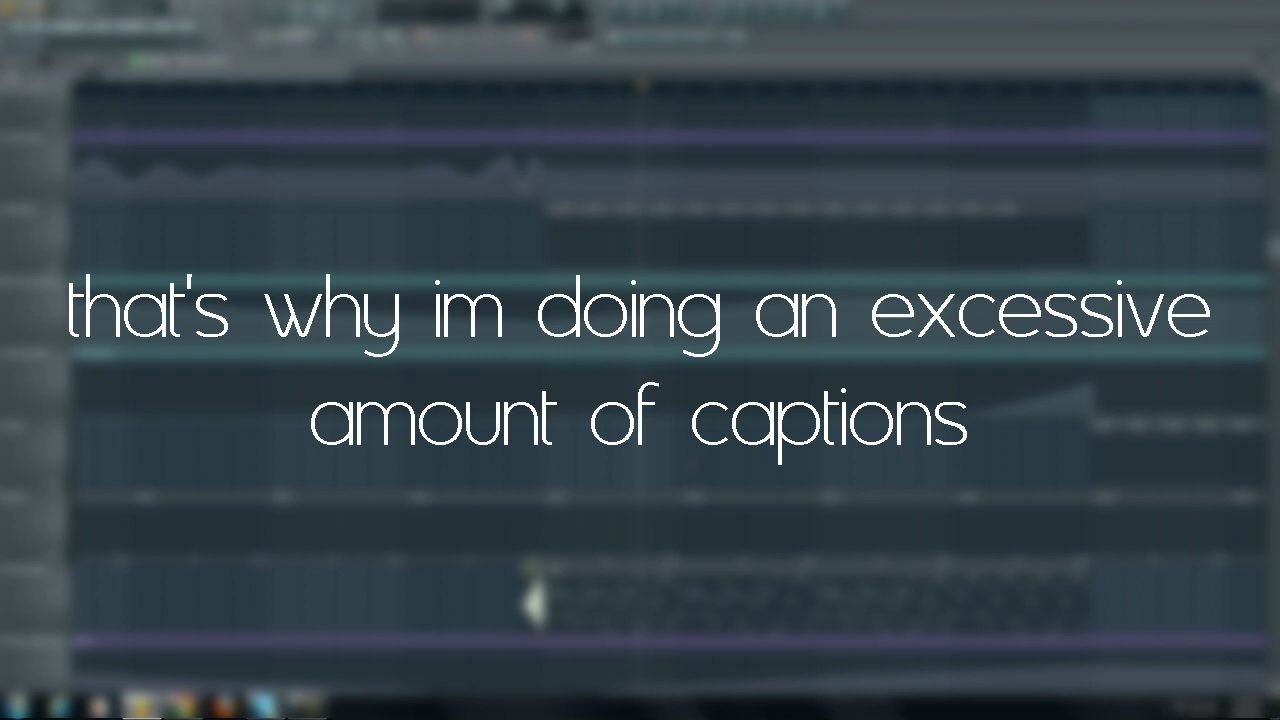 that's why im doing an excessive
amount of captions